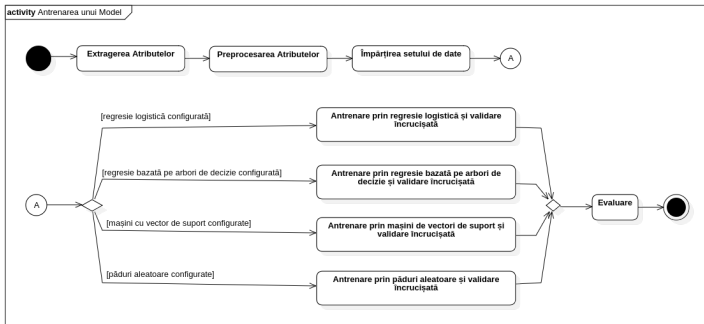 activity Antrenarea unui Model
Extragerea Atributelor
Preprocesarea Atributelor
Împărțirea setului de date
A
[regresie logistică configurată]
Antrenare prin regresie logistică și validare
încrucișată
[regresie bazată pe arbori de decizie configurată]
Antrenare prin regresie bazată pe arbori de
decizie și validare încrucișată
A
Evaluare
[mașini cu vector de suport configurate]
Antrenare prin mașini de vectori de suport și
validare încrucișată
[păduri aleatoare configurate]
Antrenare prin păduri aleatoare și validare
încrucișată